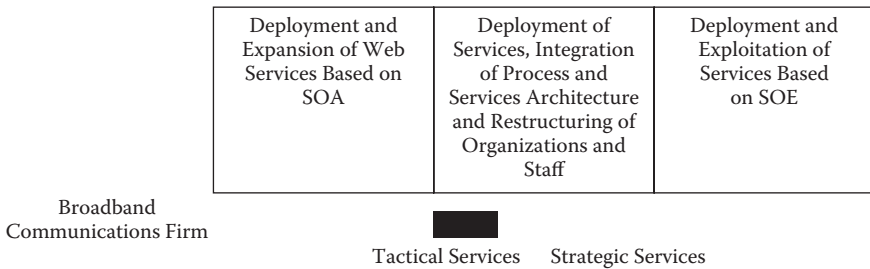 Deployment and
Expansion of Web
Services Based on
SOA
Deployment of
Services, Integration
of Process and
Services Architecture
and Restructuring of
Organizations and
Staff
Deployment and
Exploitation of
Services Based
on SOE
Broadband
Communications Firm
Tactical Services Strategic Services